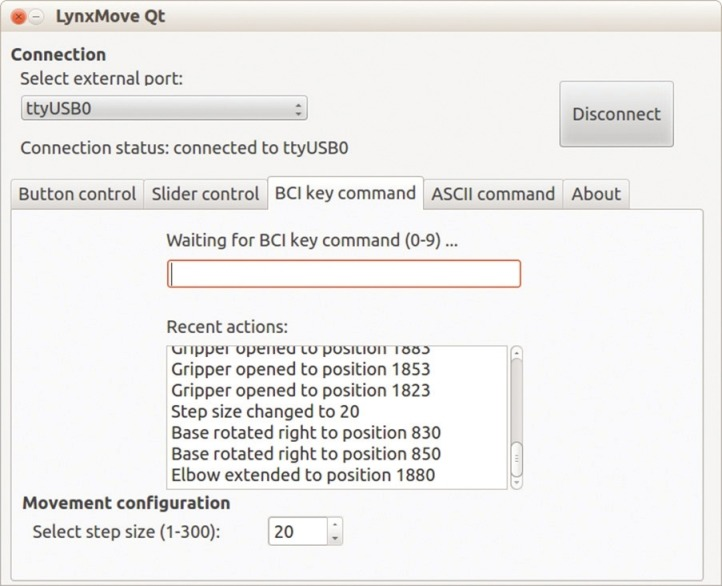 LynxMove Qt
Connection
Select external port:
ttyUSB0
Disconnect
Connection status: connected to ttyUSB0
Button control Slider control BCI key command ASCII command About
Waiting for BCI key command (0-9) ...
Recent actions:
Gripper opened to position 1883
Gripper opened to position 1853
Gripper opened to position 1823
Step size changed to 20
Base rotated right to position 830
Base rotated right to position 850
Elbow extended to position 1880
Movement configuration
Select step size (1-300):
20